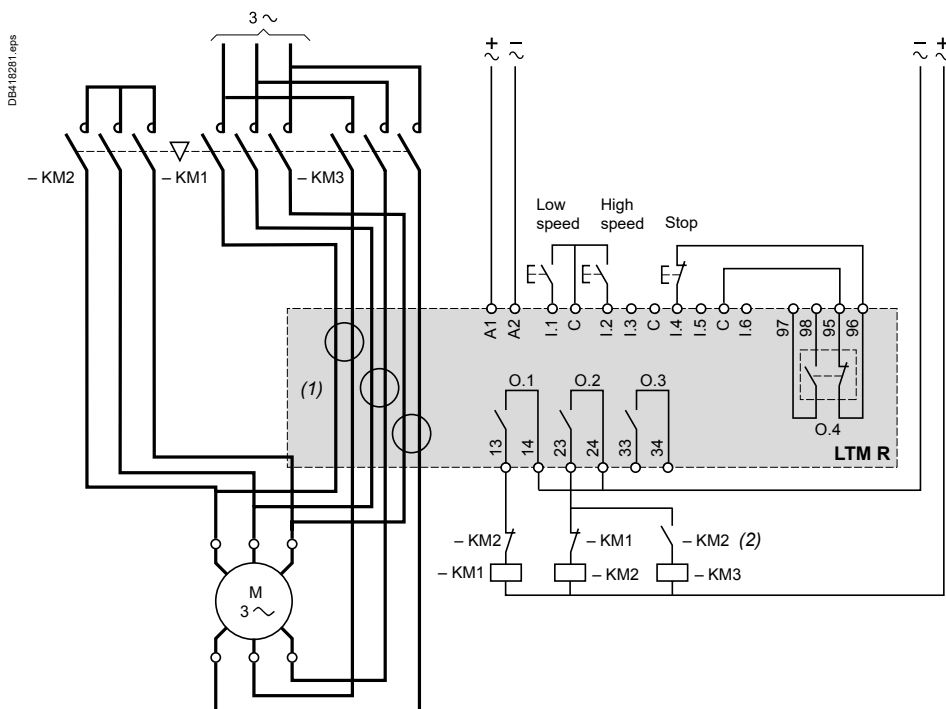 DB418281.eps
3 ∼
+ −
∼ ∼
− +
∼ ∼
– KM2
– KM1
– KM3
Low speed
High speed
Stop
A1
A2
I.1
C
I.2
I.3
C
I.4
I.5
C
I.6
97
98
95
96
(1)
O.1
O.2
O.3
O.4
13
14
23
24
33
34
LTM R
– KM2
– KM1
– KM2 (2)
– KM1
– KM2
– KM3
M
3 ∼